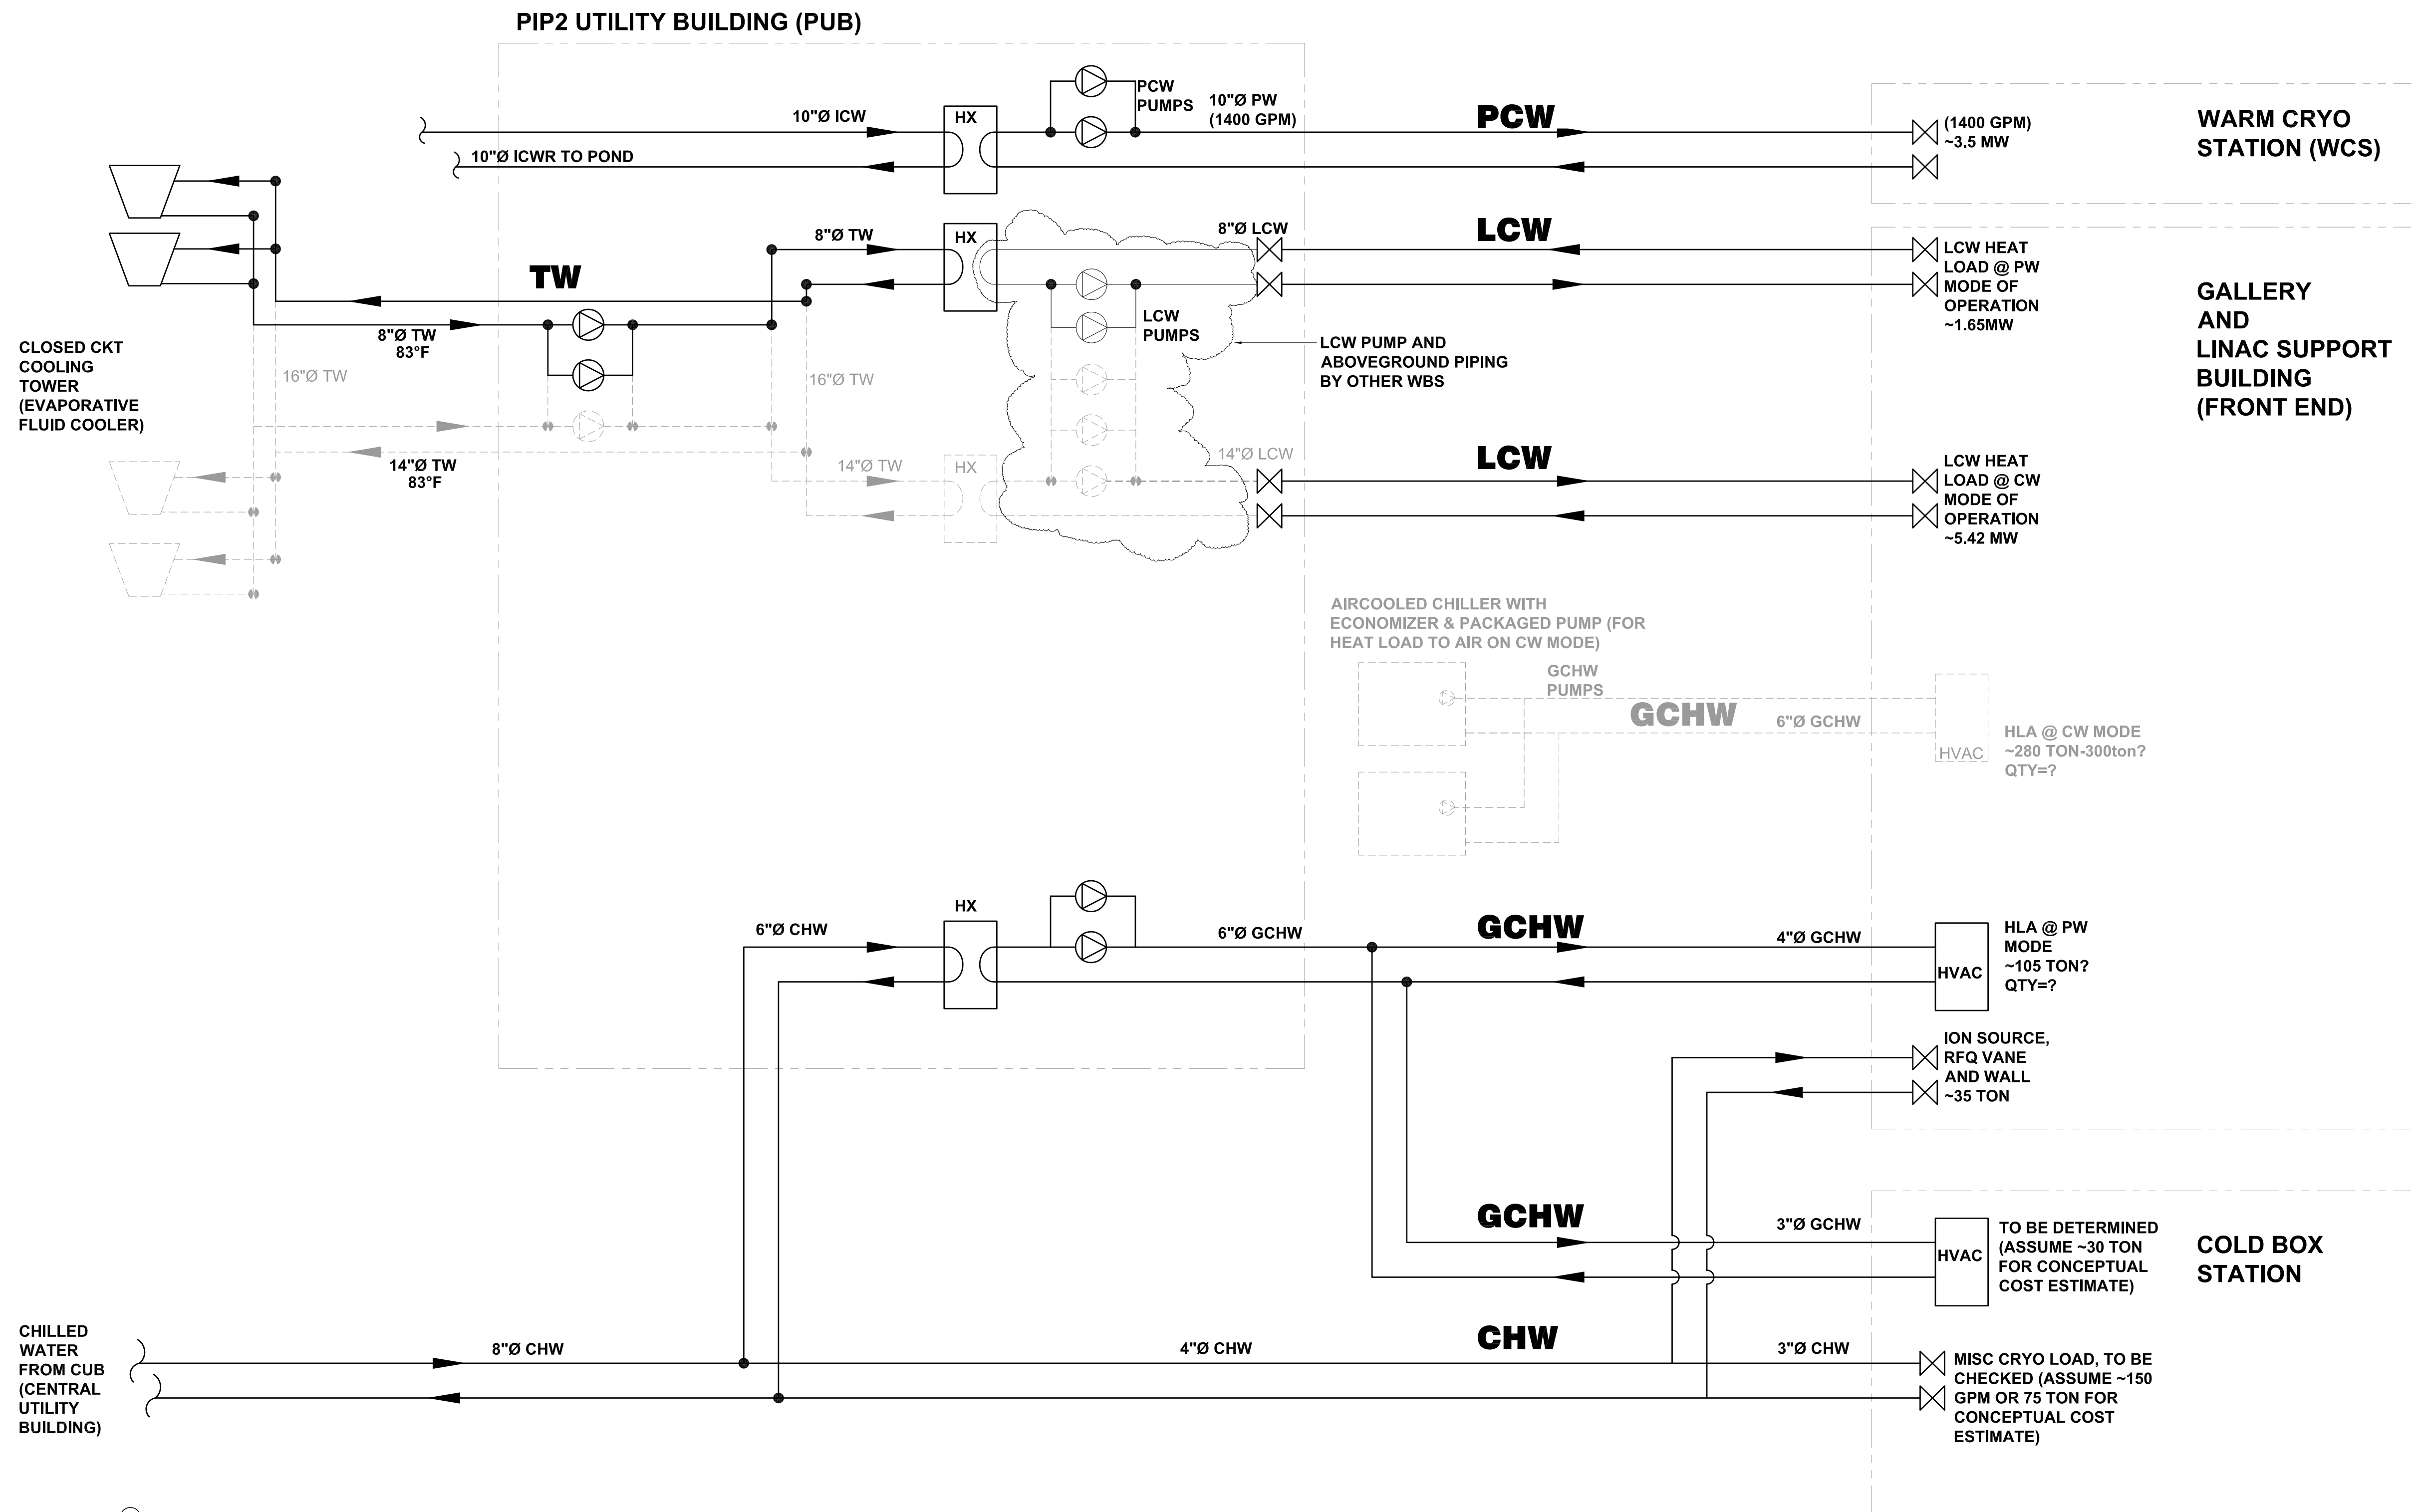 PIP2 UTILITY BUILDING (PUB)
PCW
PUMPS
10"Ø PW
(1400 GPM)
10"Ø ICW
HX
PCW
(1400 GPM)
~3.5 MW
WARM CRYO
STATION (WCS)
10"Ø ICWR TO POND
8"Ø TW
HX
8"Ø LCW
LCW
LCW HEAT
LOAD @ PW
MODE OF
OPERATION
~1.65MW
GALLERY
AND
LINAC SUPPORT
BUILDING
(FRONT END)
TW
8"Ø TW
83°F
LCW
PUMPS
LCW PUMP AND
ABOVEGROUND PIPING
BY OTHER WBS
CLOSED CKT
COOLING
TOWER
(EVAPORATIVE
FLUID COOLER)
16"Ø TW
16"Ø TW
14"Ø TW
83°F
14"Ø TW
HX
14"Ø LCW
LCW
LCW HEAT
LOAD @ CW
MODE OF
OPERATION
~5.42 MW
AIRCOOLED CHILLER WITH
ECONOMIZER & PACKAGED PUMP (FOR
HEAT LOAD TO AIR ON CW MODE)
GCHW
PUMPS
GCHW
6"Ø GCHW
HVAC
HLA @ CW MODE
~280 TON-300ton?
QTY=?
6"Ø CHW
HX
6"Ø GCHW
GCHW
4"Ø GCHW
HVAC
HLA @ PW
MODE
~105 TON?
QTY=?
ION SOURCE,
RFQ VANE
AND WALL
~35 TON
GCHW
3"Ø GCHW
HVAC
TO BE DETERMINED
(ASSUME ~30 TON
FOR CONCEPTUAL
COST ESTIMATE)
COLD BOX
STATION
CHILLED
WATER
FROM CUB
(CENTRAL
UTILITY
BUILDING)
8"Ø CHW
4"Ø CHW
CHW
3"Ø CHW
MISC CRYO LOAD, TO BE
CHECKED (ASSUME ~150
GPM OR 75 TON FOR
CONCEPTUAL COST
ESTIMATE)